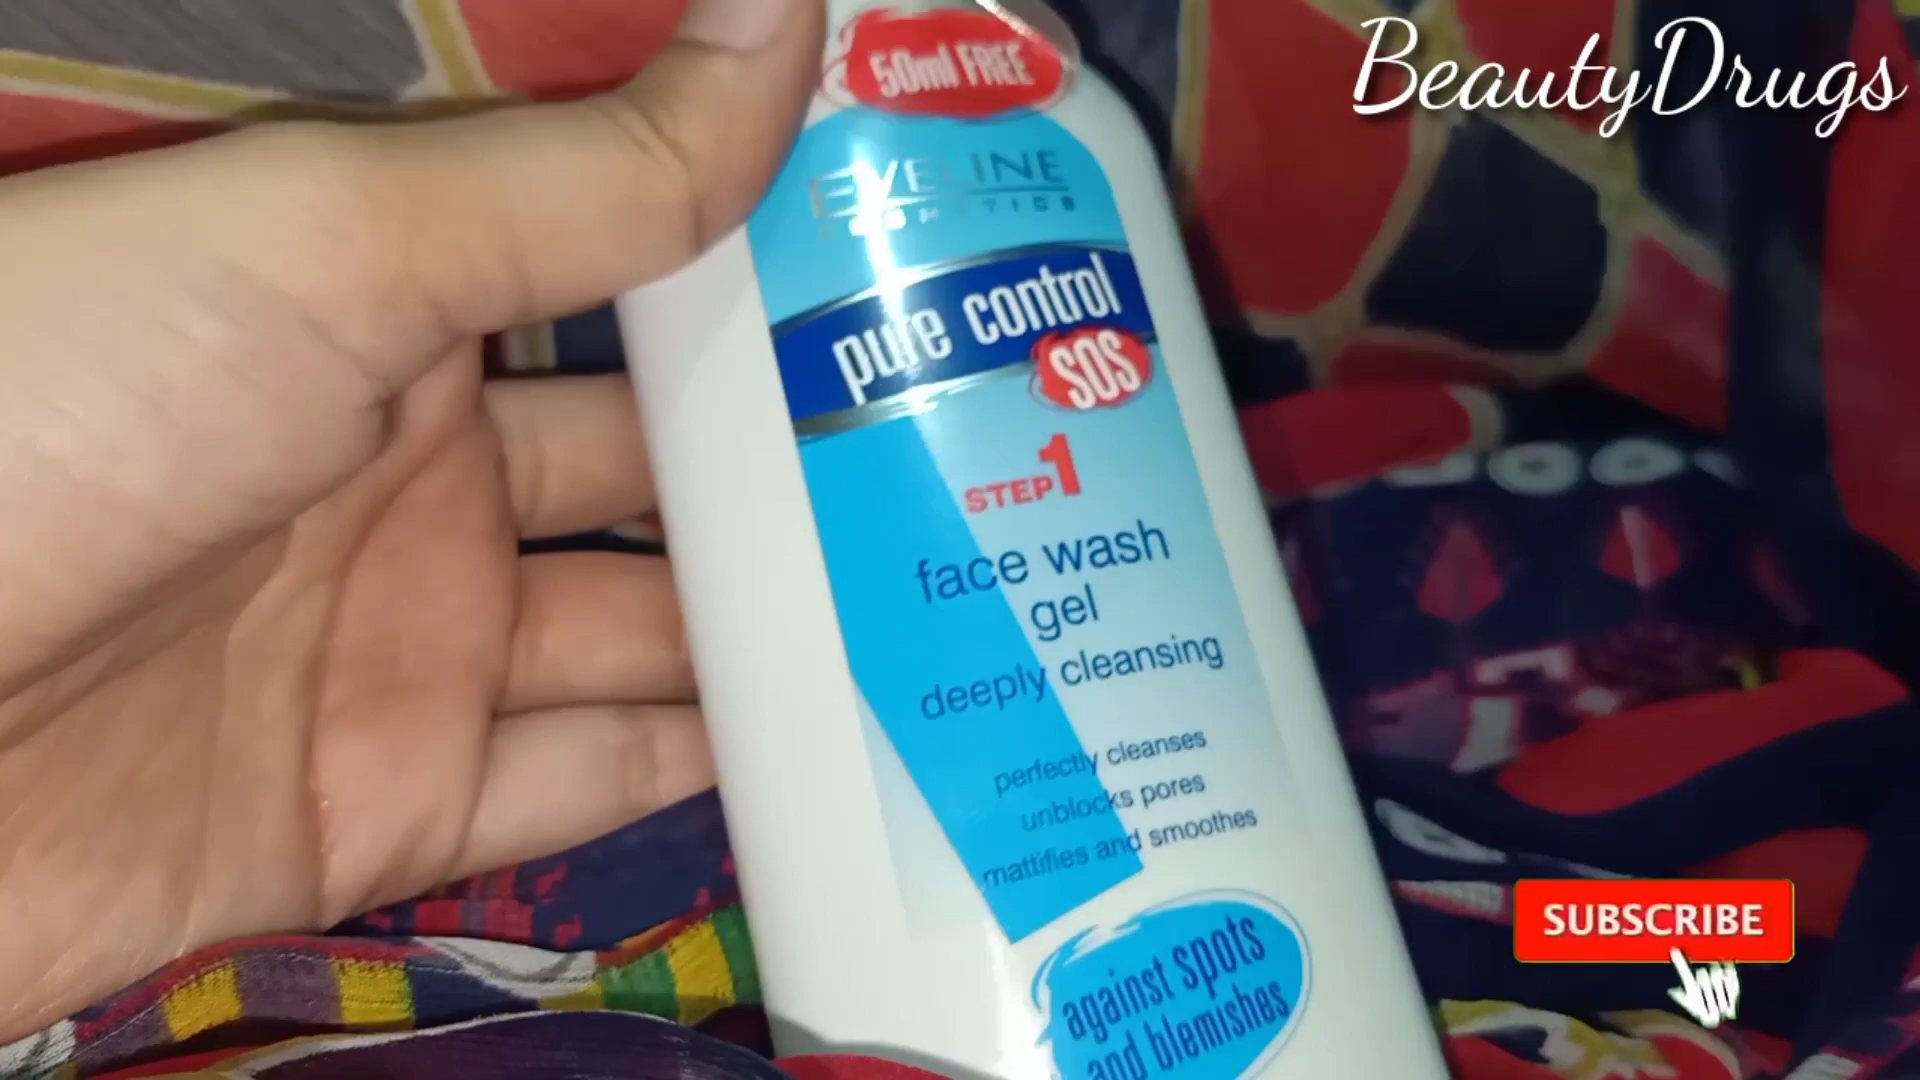 BeautyDrugs
50ml FREE
EVELINE
COSMETICS
pure control
SOS
STEP 1
face wash
gel
deeply cleansing
perfectly cleanses
unblocks pores
mattifies and smoothes
against spots
and blemishes
SUBSCRIBE